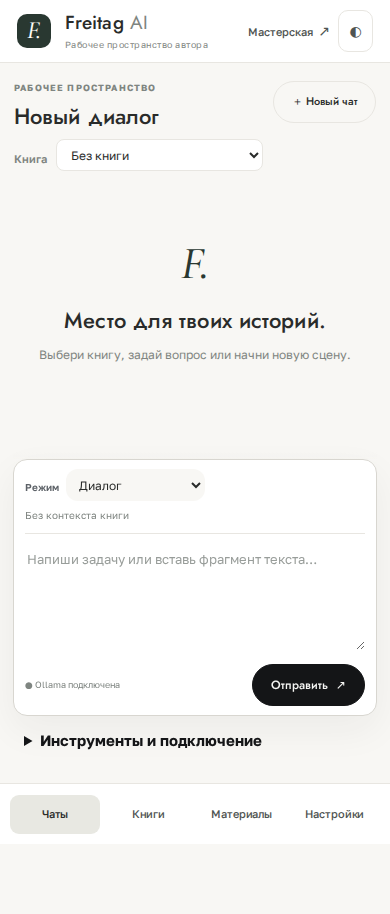 F.
Freitag AI
Рабочее пространство автора
Мастерская ↗
РАБОЧЕЕ ПРОСТРАНСТВО
Новый диалог
+ Новый чат
Книга
Без книги
F.
Место для твоих историй.
Выбери книгу, задай вопрос или начни новую сцену.
Режим
Диалог
Без контекста книги
Напиши задачу или вставь фрагмент текста...
Ollama подключена
Отправить ↗
Инструменты и подключение
Чаты
Книги
Материалы
Настройки